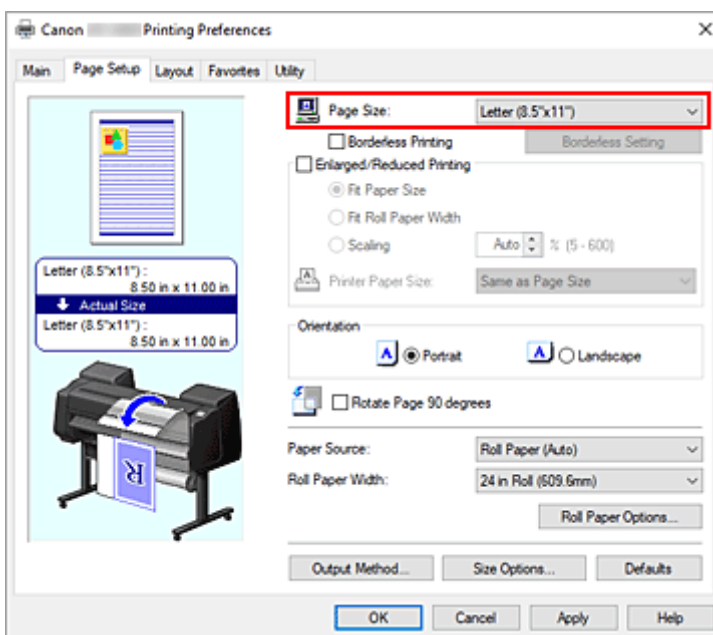 Canon Printing Preferences
Main Page Setup Layout Favorites Utility
Page Size: Letter (8.5"x11")
Borderless Printing Borderless Setting
Enlarged/Reduced Printing
Fit Paper Size
Fit Roll Paper Width
Scaling Auto % (5 - 600)
Printer Paper Size: Same as Page Size
Letter (8.5"x11") :
8.50 in x 11.00 in
Actual Size
Letter (8.5"x11") :
8.50 in x 11.00 in
Orientation
A Portrait A Landscape
Rotate Page 90 degrees
R
Paper Source: Roll Paper (Auto)
Roll Paper Width: 24 in Roll (609.6mm)
Roll Paper Options...
Output Method... Size Options... Defaults
OK Cancel Apply Help